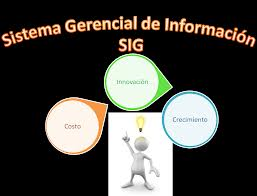 Sistema Gerencial de Información
SIG
Innovación
Costo
Crecimiento